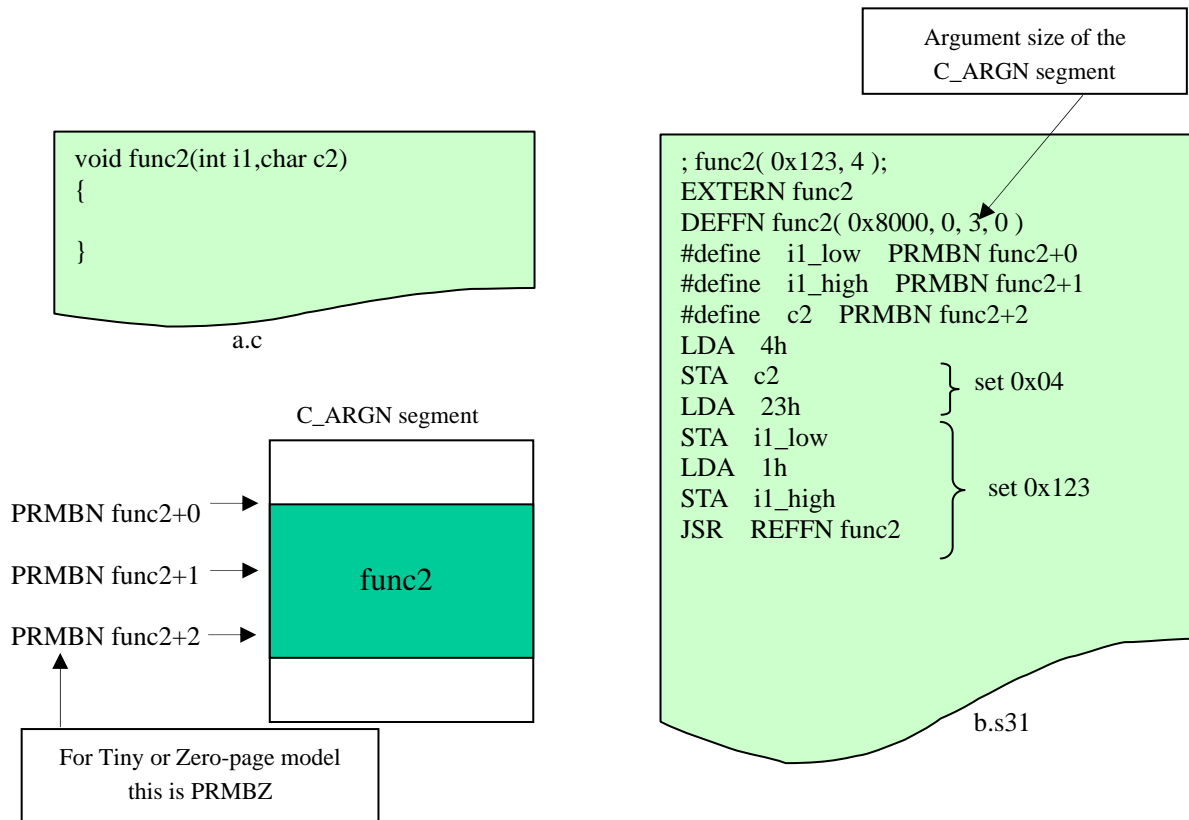 Argument size of the
C_ARGN segment
void func2(int i1,char c2)
{
}
a.c
; func2( 0x123, 4 );
EXTERN func2
DEFFN func2( 0x8000, 0, 3, 0 )
#define i1_low PRMBN func2+0
#define i1_high PRMBN func2+1
#define c2 PRMBN func2+2
LDA 4h
STA c2
LDA 23h
STA i1_low
LDA 1h
STA i1_high
JSR REFFN func2
set 0x04
set 0x123
b.s31
C_ARGN segment
PRMBN func2+0
PRMBN func2+1
PRMBN func2+2
func2
For Tiny or Zero-page model
this is PRMBZ